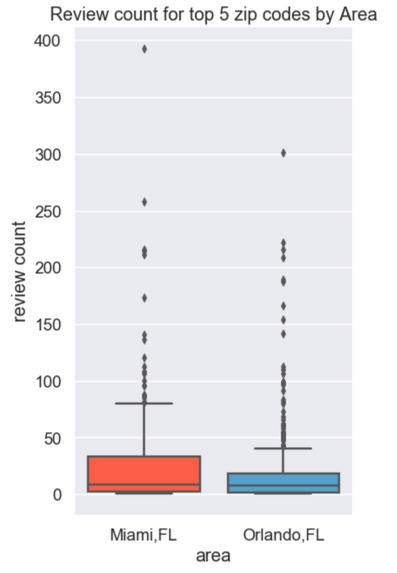 Review count for top 5 zip codes by Area
400
350
300
250
200
150
100
50
0
review count
Miami,FL Orlando,FL
area